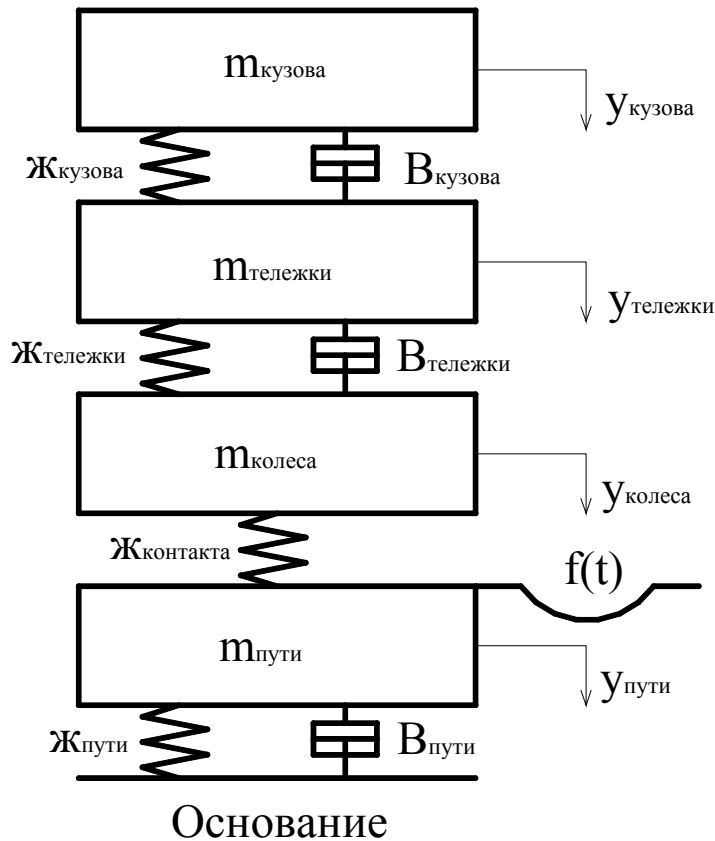 mкузова
yкузова
жкузова
Bкузова
mтележки
yтележки
жтележки
Bтележки
mколеса
yколеса
жконтакта
f(t)
mпути
yпути
жпути
Bпути
Основание